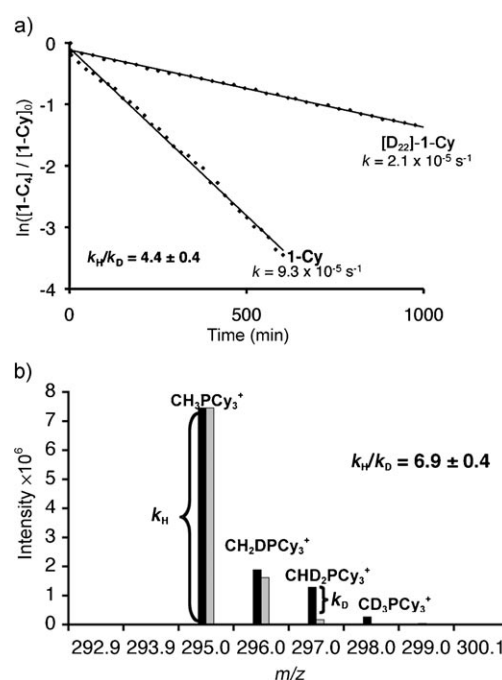 a)
0
-1
-2
-3
-4
ln([1-C₄] / [1-Cy]₀)
[D₂₂]-1-Cy
k = 2.1 x 10⁻⁵ s⁻¹
1-Cy
k = 9.3 x 10⁻⁵ s⁻¹
kH/kD = 4.4 ± 0.4
0 500 1000
Time (min)
b)
8
7
6
5
4
3
2
1
0
Intensity ×10⁶
CH₃PCy₃⁺
kH/kD = 6.9 ± 0.4
kH
CH₂DPCy₃⁺
CHD₂PCy₃⁺
kD
CD₃PCy₃⁺
292.9 293.9 295.0 296.0 297.0 298.0 299.0 300.1
m/z